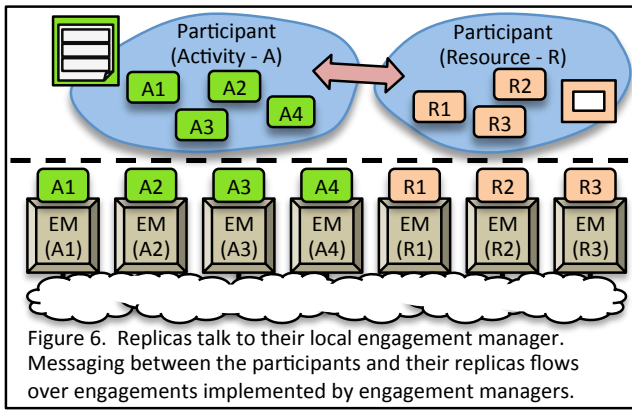 Participant
(Activity - A)
Participant
(Resource - R)
A1
A2
A3
A4
R1
R2
R3
A1 A2 A3 A4 R1 R2 R3
EM EM EM EM EM EM EM
(A1) (A2) (A3) (A4) (R1) (R2) (R3)
Figure 6.  Replicas talk to their local engagement manager.
Messaging between the participants and their replicas flows
over engagements implemented by engagement managers.